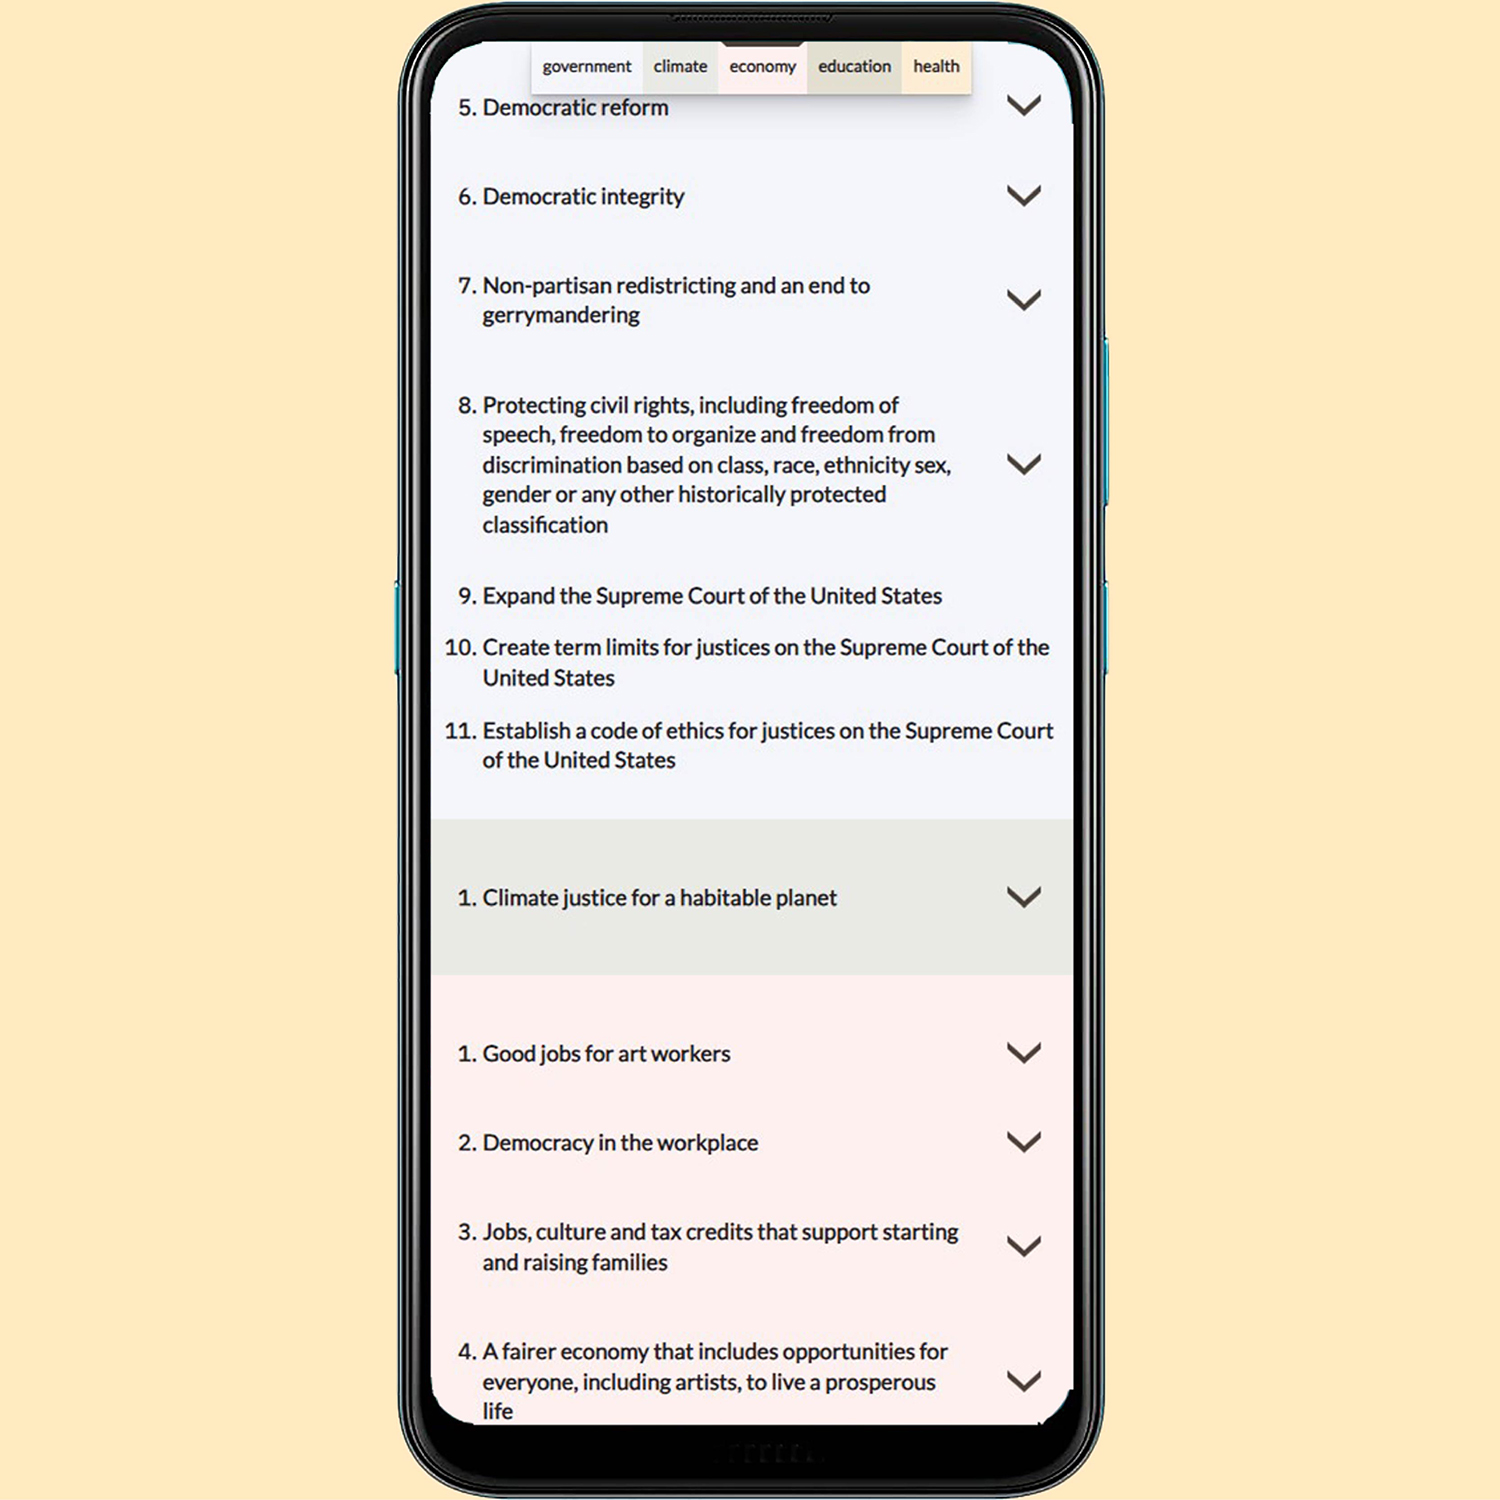 government climate economy education health
5. Democratic reform
6. Democratic integrity
7. Non-partisan redistricting and an end to
gerrymandering
8. Protecting civil rights, including freedom of
speech, freedom to organize and freedom from
discrimination based on class, race, ethnicity sex,
gender or any other historically protected
classification
9. Expand the Supreme Court of the United States
10. Create term limits for justices on the Supreme Court of the
United States
11. Establish a code of ethics for justices on the Supreme Court
of the United States
1. Climate justice for a habitable planet
1. Good jobs for art workers
2. Democracy in the workplace
3. Jobs, culture and tax credits that support starting
and raising families
4. A fairer economy that includes opportunities for
everyone, including artists, to live a prosperous
life